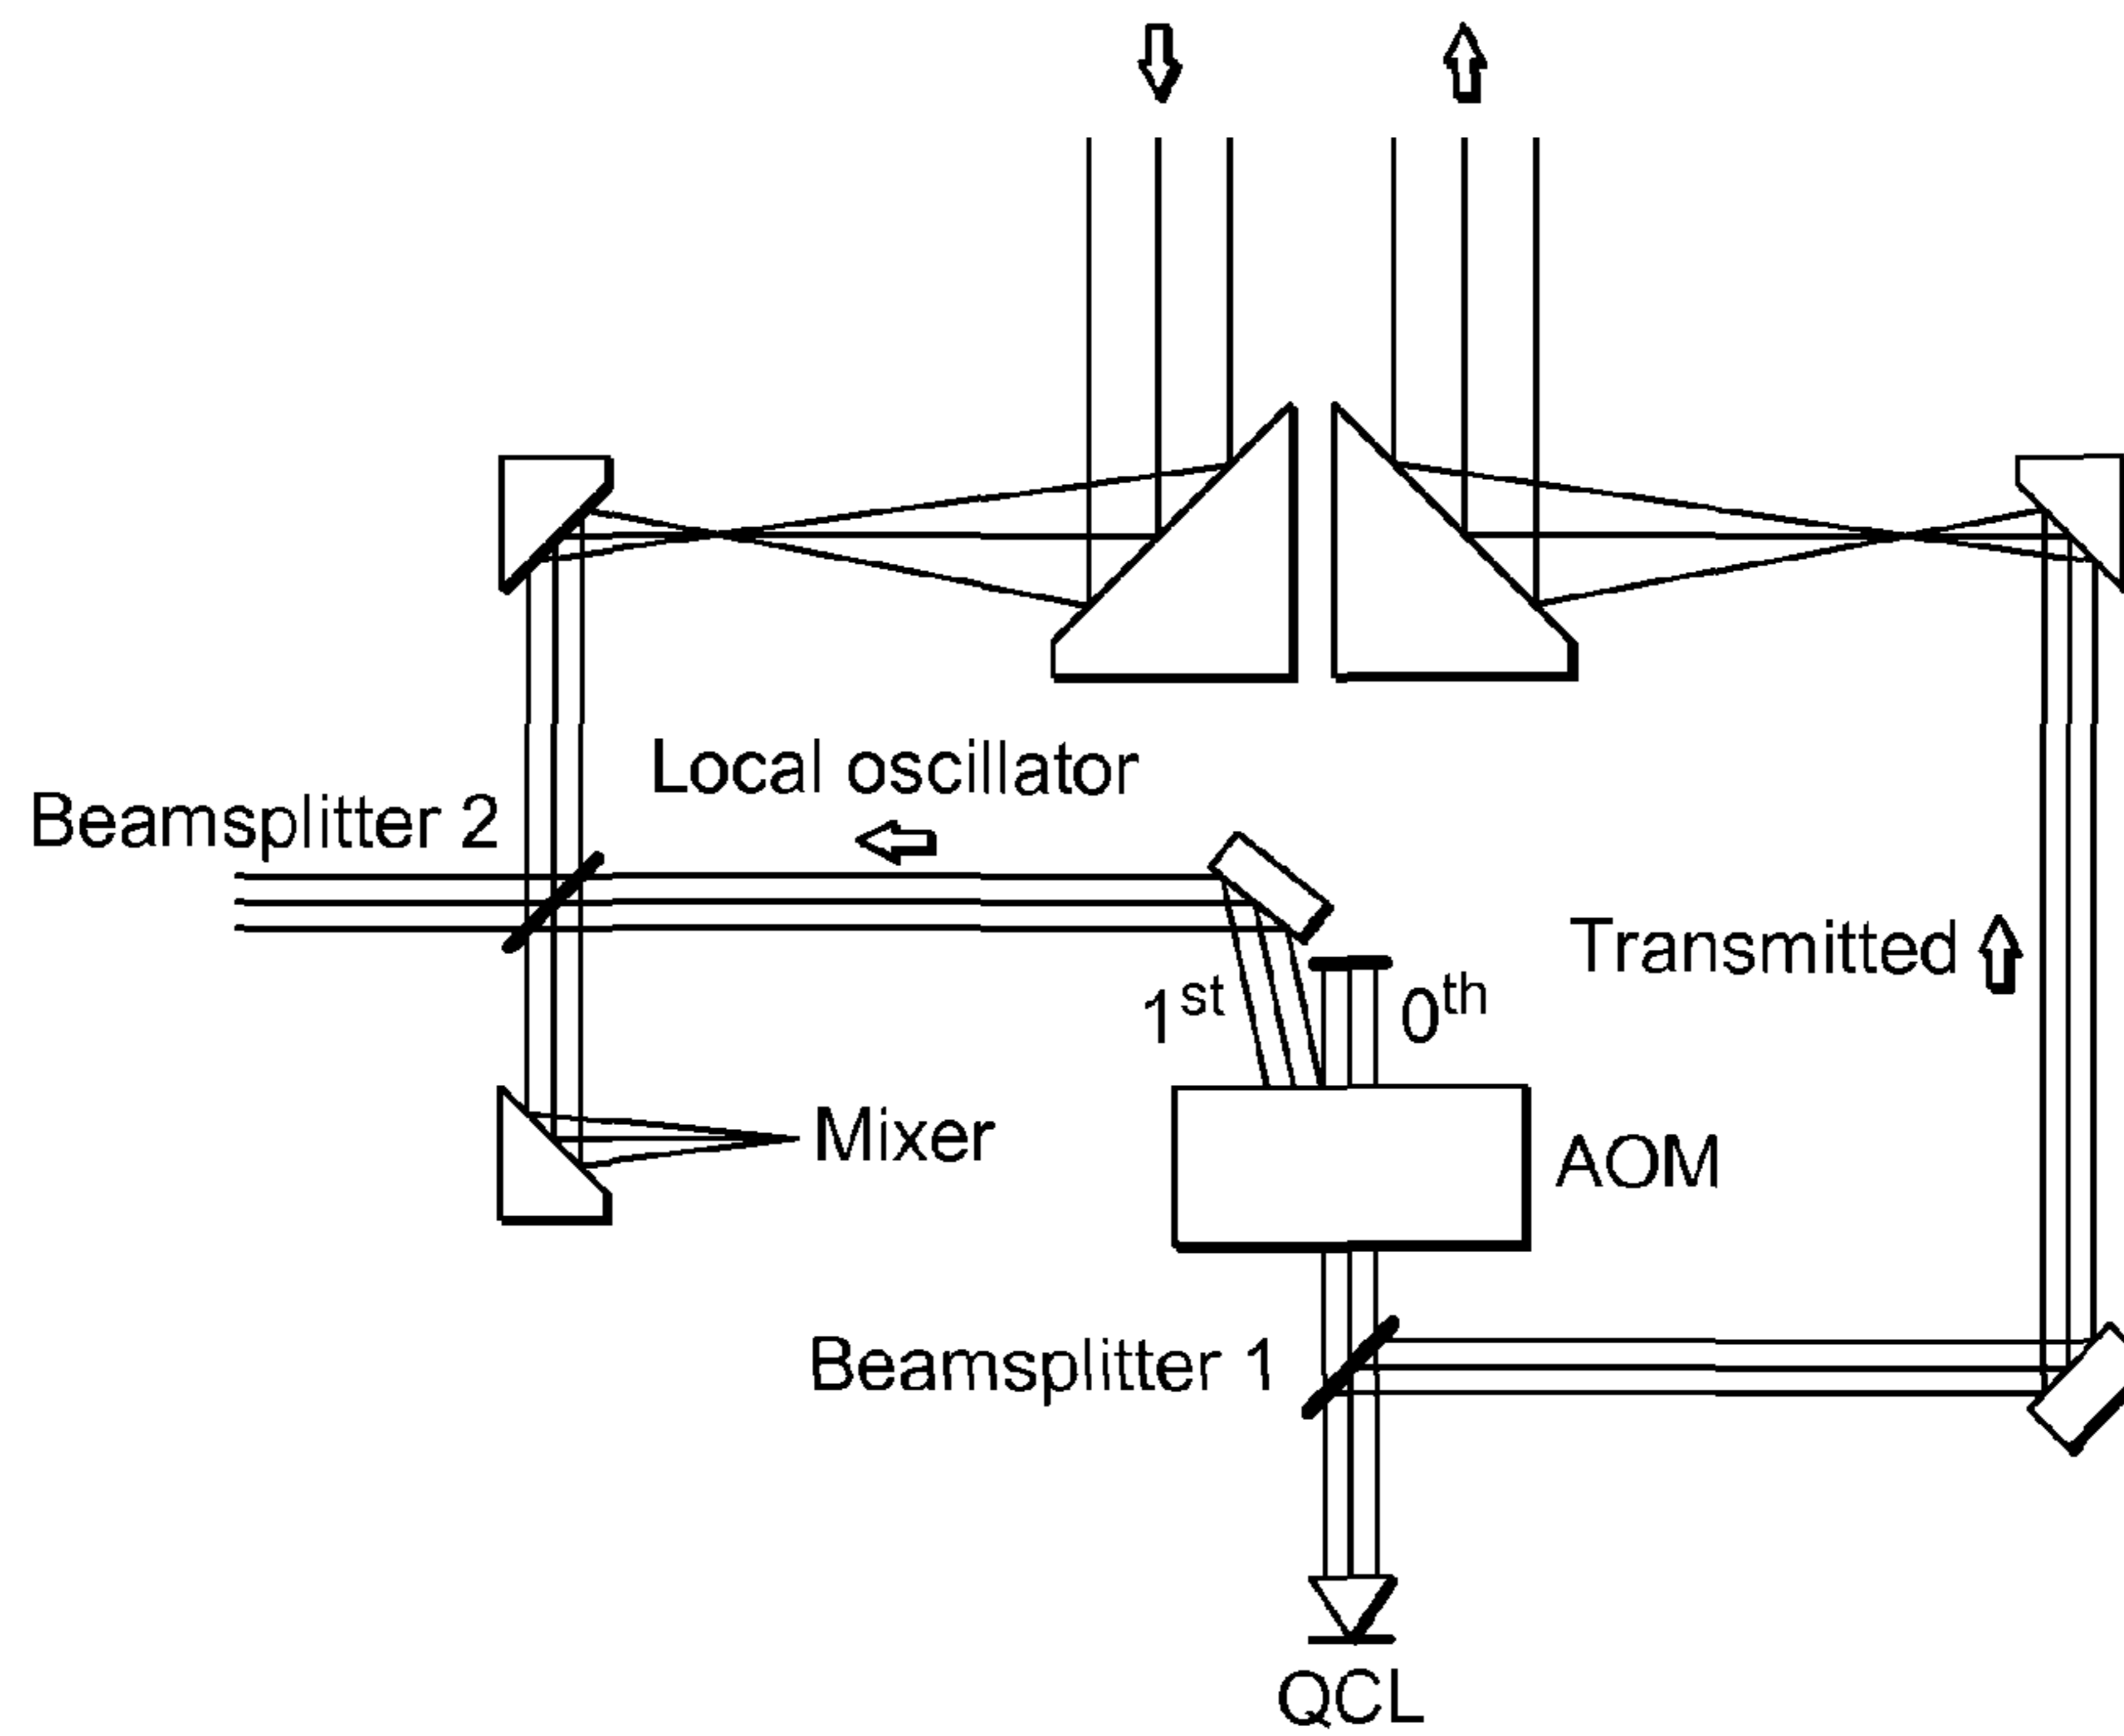 Local oscillator
Beamsplitter 2
Transmitted
1st
0th
Mixer
AOM
Beamsplitter 1
QCL